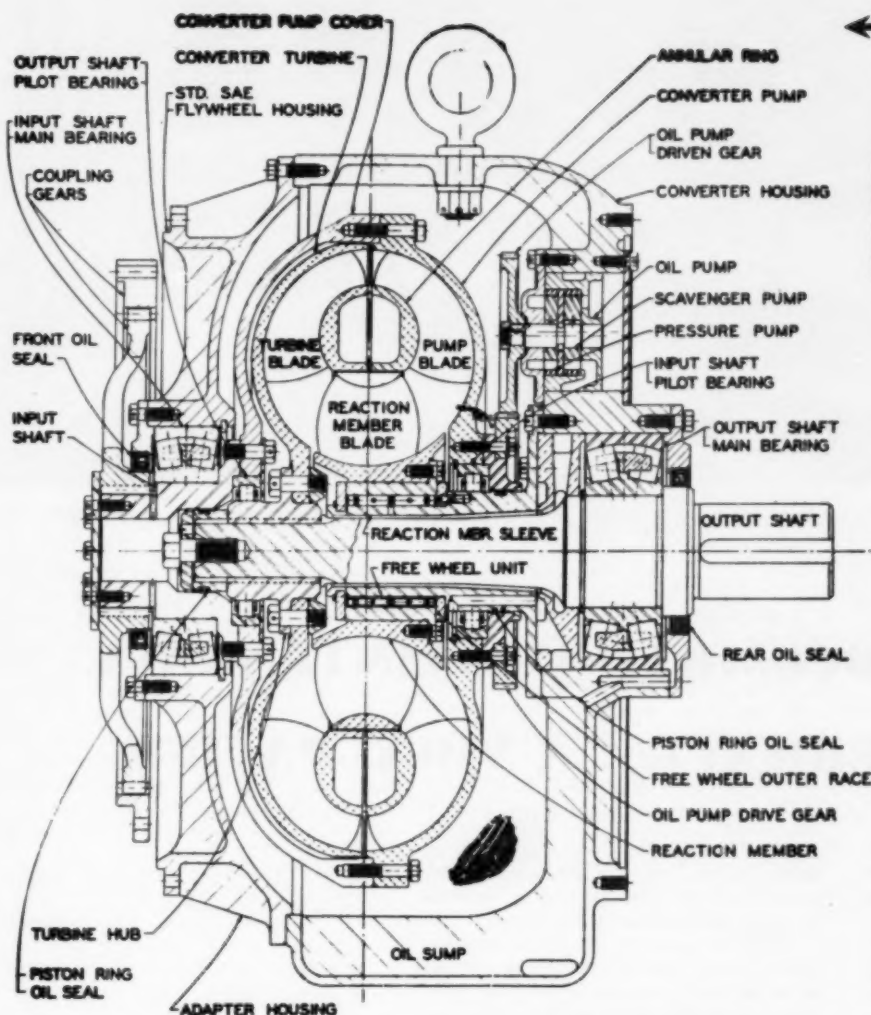 CONVERTER PUMP COVER
CONVERTER TURBINE
OUTPUT SHAFT
PILOT BEARING
STD. SAE
FLYWHEEL HOUSING
INPUT SHAFT
MAIN BEARING
COUPLING
GEARS
FRONT OIL
SEAL
INPUT
SHAFT
ANNULAR RING
CONVERTER PUMP
OIL PUMP
DRIVEN GEAR
CONVERTER HOUSING
OIL PUMP
SCAVENGER PUMP
PRESSURE PUMP
INPUT SHAFT
PILOT BEARING
OUTPUT SHAFT
MAIN BEARING
TURBINE
BLADE
PUMP
BLADE
REACTION
MEMBER
BLADE
REACTION MBR. SLEEVE
FREE WHEEL UNIT
OUTPUT SHAFT
REAR OIL SEAL
PISTON RING OIL SEAL
FREE WHEEL OUTER RACE
OIL PUMP DRIVE GEAR
REACTION MEMBER
OIL SUMP
TURBINE HUB
PISTON RING
OIL SEAL
ADAPTER HOUSING